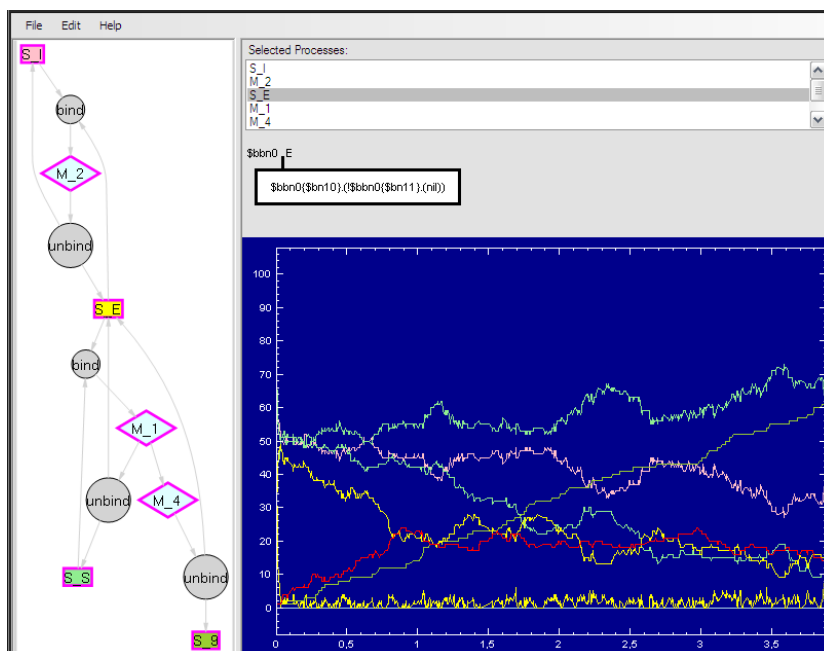 File Edit Help
S_I
bind
M_2
unbind
S_E
bind
M_1
unbind
M_4
S_S
unbind
S_9
Selected Processes:
S_I
M_2
S_E
M_1
M_4
$bbn0_E
$bbn0{$bn10}.(!$bbn0{$bn11}.(nil))
100
90
80
70
60
50
40
30
20
10
0
0 0,5 1 1,5 2 2,5 3 3,5